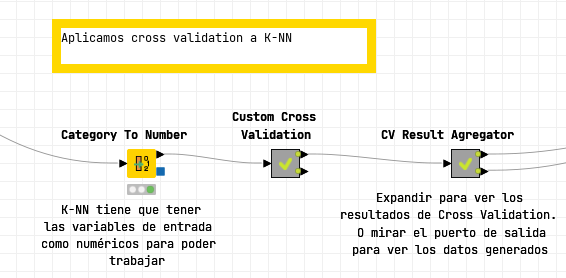 Aplicamos cross validation a K-NN
Category To Number
Custom Cross
Validation
CV Result Agregator
K-NN tiene que tener
las variables de entrada
como numéricos para poder
trabajar
Expandir para ver los
resultados de Cross Validation.
O mirar el puerto de salida
para ver los datos generados